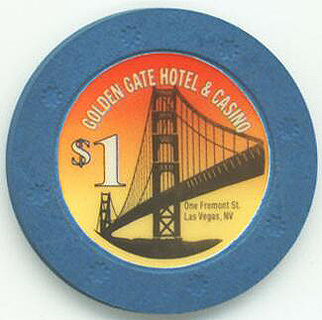 GOLDEN GATE HOTEL & CASINO
$1
One Fremont St.
Las Vegas, NV